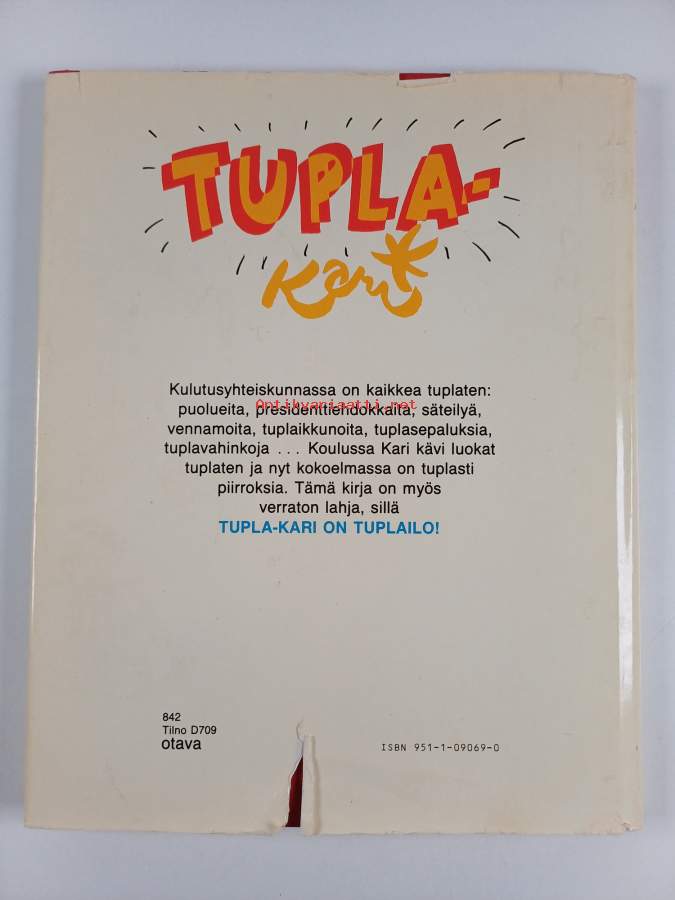 TUPLA-
Kari
Kulutusyhteiskunnassa on kaikkea tuplaten:
puolueita, presidenttiehdokkaita, säteilyä,
Antikvariaatti.net
vennamoita, tuplaikkunoita, tuplasepaluksia,
tuplavahinkoja ... Koulussa Kari kävi luokat
tuplaten ja nyt kokoelmassa on tuplasti
piirroksia. Tämä kirja on myös
verraton lahja, sillä
TUPLA-KARI ON TUPLAILO!
842
Tilno D709
otava
ISBN 951-1-09069-0